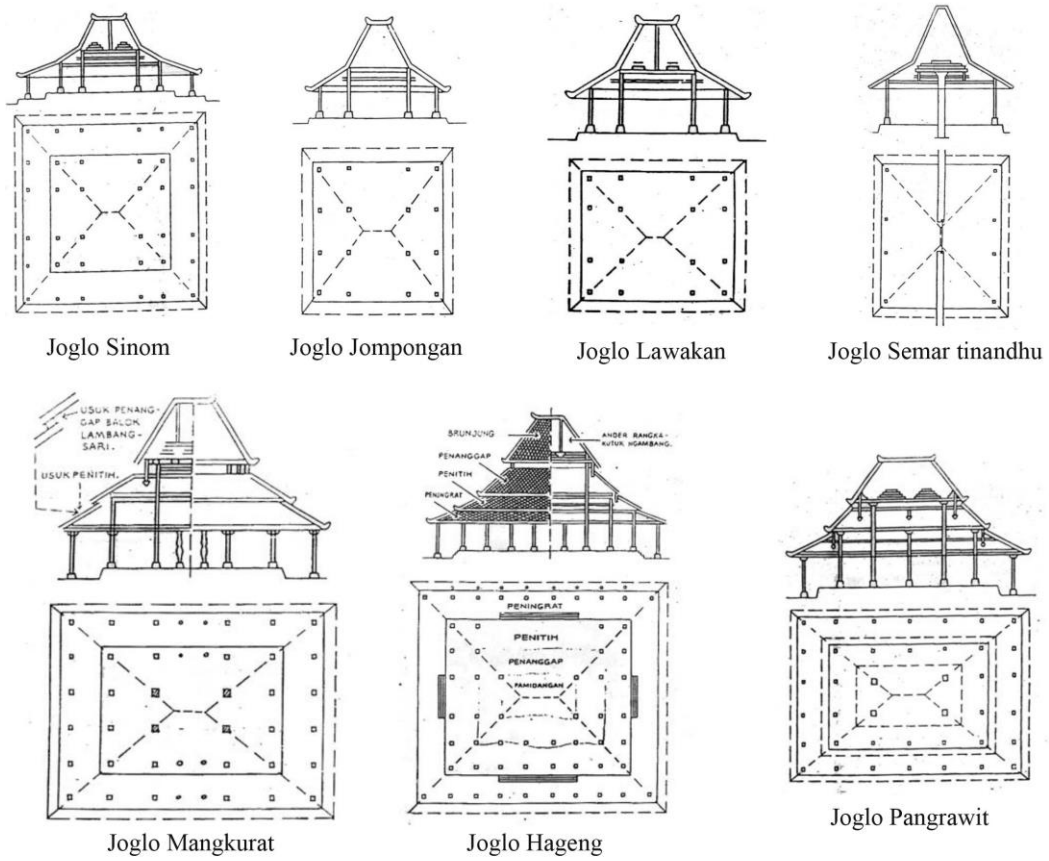 Joglo Sinom
Joglo Jompongan
Joglo Lawakan
Joglo Semar tinandhu
USUK PENANG-
GAP BALOK
LAMBANG-
SARI.
USUK PENITIH.
Joglo Mangkurat
BRUNJUNG
PENANGGAP
PENITIH
PENINGRAT
ANDER RANGKA-
KUTUK NGAMBANG.
PENINGRAT
PENITIH
PENANGGAP
PAMIDANGAN
Joglo Hageng
Joglo Pangrawit